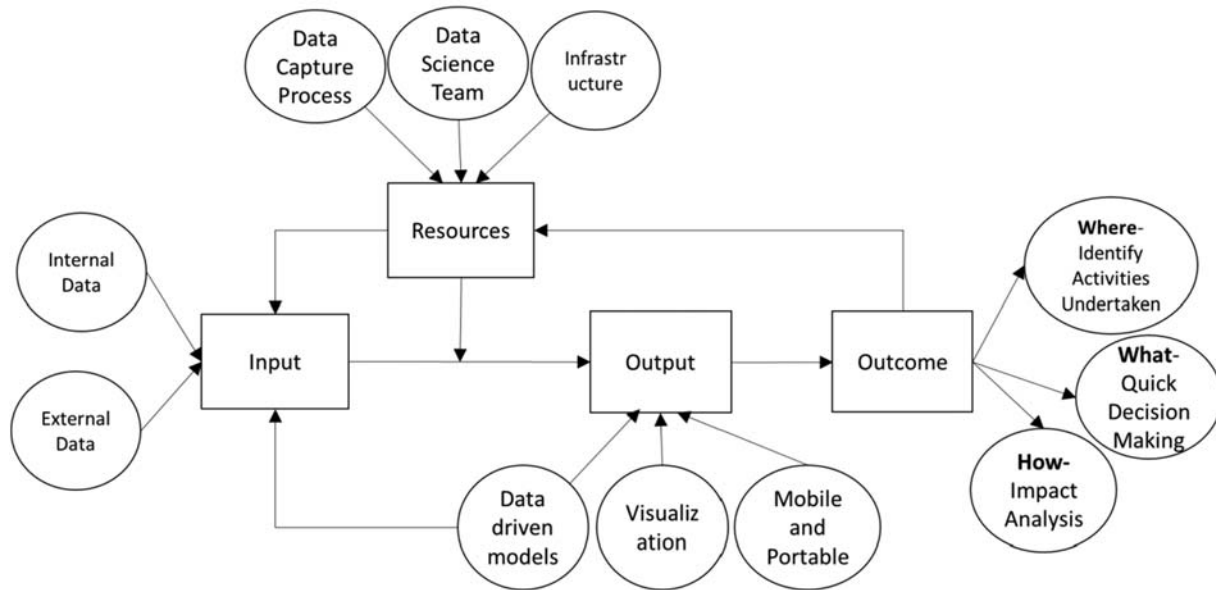 Data
Capture
Process
Data
Science
Team
Infrastr
ucture
Resources
Internal
Data
External
Data
Input
Output
Outcome
Where-
Identify
Activities
Undertaken
What-
Quick
Decision
Making
How-
Impact
Analysis
Data
driven
models
Visualiz
ation
Mobile
and
Portable